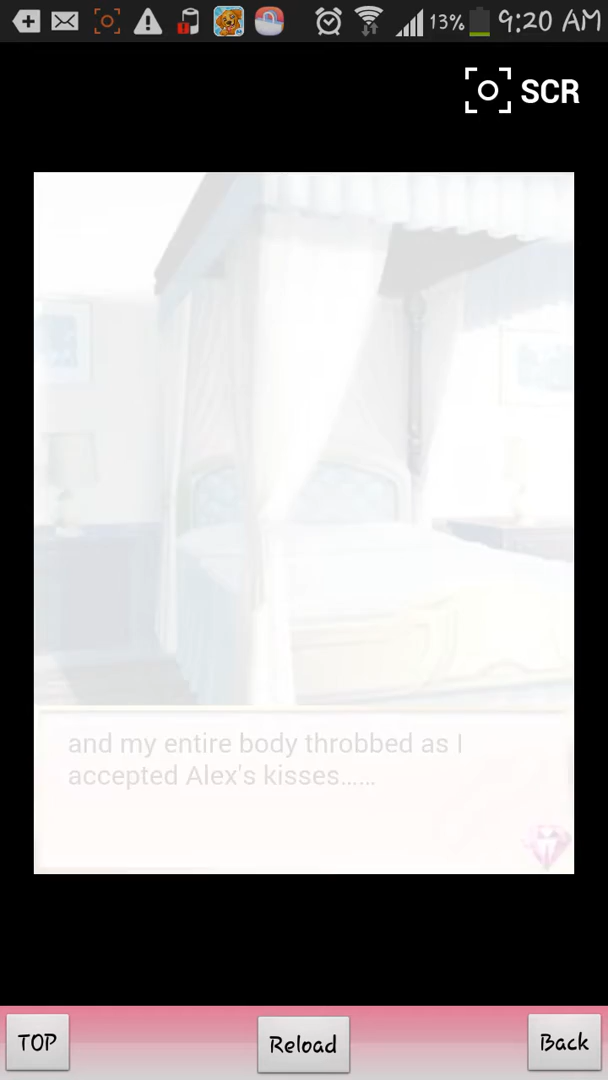 13% 9:20 AM
SCR
and my entire body throbbed as I
accepted Alex's kisses......
TOP Reload Back